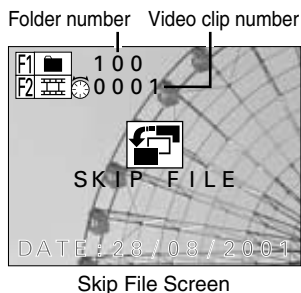 Folder number Video clip number
F1 100
F2 0001
SKIP FILE
DATE:28/08/2001
Skip File Screen